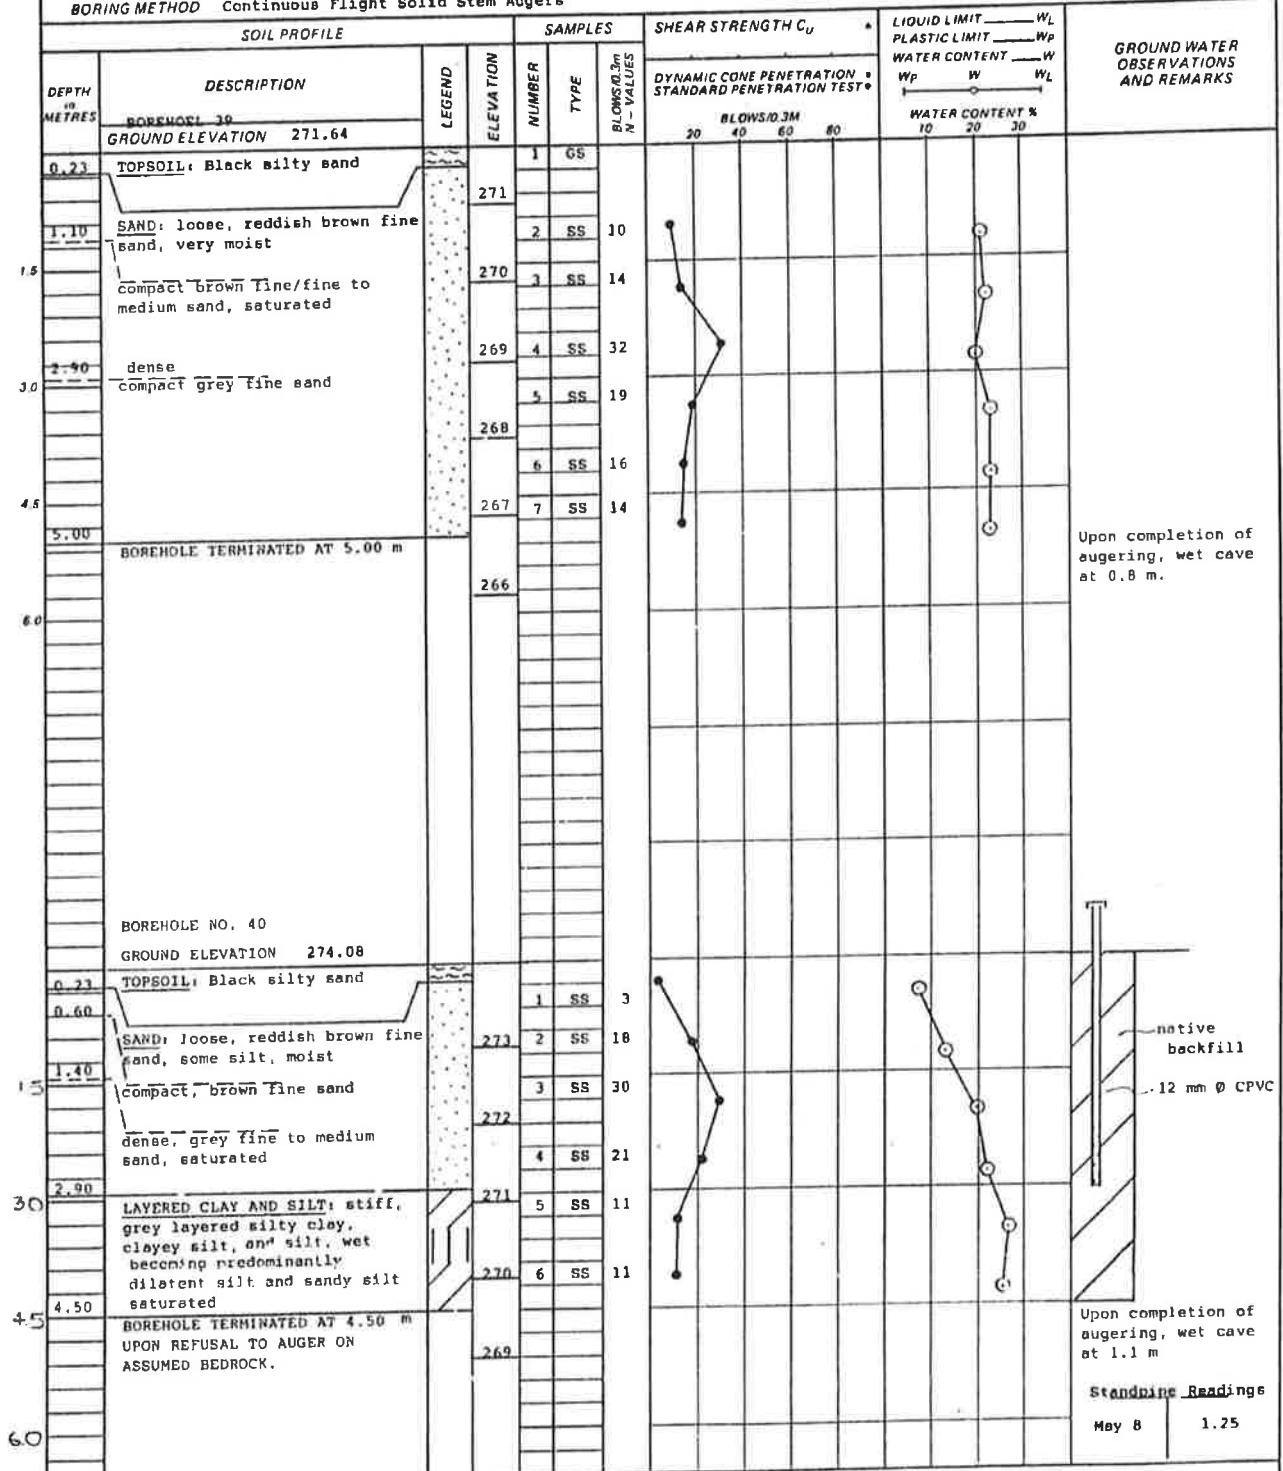 BORING METHOD Continuous Flight Solid Stem Augers
SOIL PROFILE
SAMPLES
SHEAR STRENGTH Cu
LIQUID LIMIT WL
PLASTIC LIMIT WP
WATER CONTENT W
WP W WL
GROUND WATER
OBSERVATIONS
AND REMARKS
DEPTH
in
METRES
DESCRIPTION
LEGEND
ELEVATION
NUMBER
TYPE
BLOWS/0.3m
N - VALUES
DYNAMIC CONE PENETRATION
STANDARD PENETRATION TEST
BLOWS/0.3M
20 40 60 80
WATER CONTENT %
10 20 30
BOREHOEL 39
GROUND ELEVATION 271.64
1 GS
0.23 TOPSOIL: Black silty sand
271
1.10 SAND: loose, reddish brown fine
sand, very moist
2 SS 10
1.5
270 3 SS 14
compact brown fine/fine to
medium sand, saturated
269 4 SS 32
2.90 dense
3.0 compact grey fine sand
5 SS 19
268
6 SS 16
4.5
267 7 SS 14
5.00
BOREHOLE TERMINATED AT 5.00 m
Upon completion of
augering, wet cave
at 0.8 m.
266
6.0
BOREHOLE NO. 40
GROUND ELEVATION 274.08
0.23 TOPSOIL: Black silty sand
1 SS 3
0.60
SAND: loose, reddish brown fine
sand, some silt, moist
273 2 SS 18
native
backfill
1.40
1.5 compact, brown fine sand
3 SS 30
12 mm Ø CPVC
272
dense, grey fine to medium
sand, saturated
4 SS 21
2.90
30
271 5 SS 11
LAYERED CLAY AND SILT: stiff,
grey layered silty clay,
clayey silt, and silt, wet
becoming predominantly
dilatent silt and sandy silt
saturated
270 6 SS 11
4.50
4.5
BOREHOLE TERMINATED AT 4.50 m
UPON REFUSAL TO AUGER ON
ASSUMED BEDROCK.
269
Upon completion of
augering, wet cave
at 1.1 m
Standpipe Readings
May 8 1.25
6.0